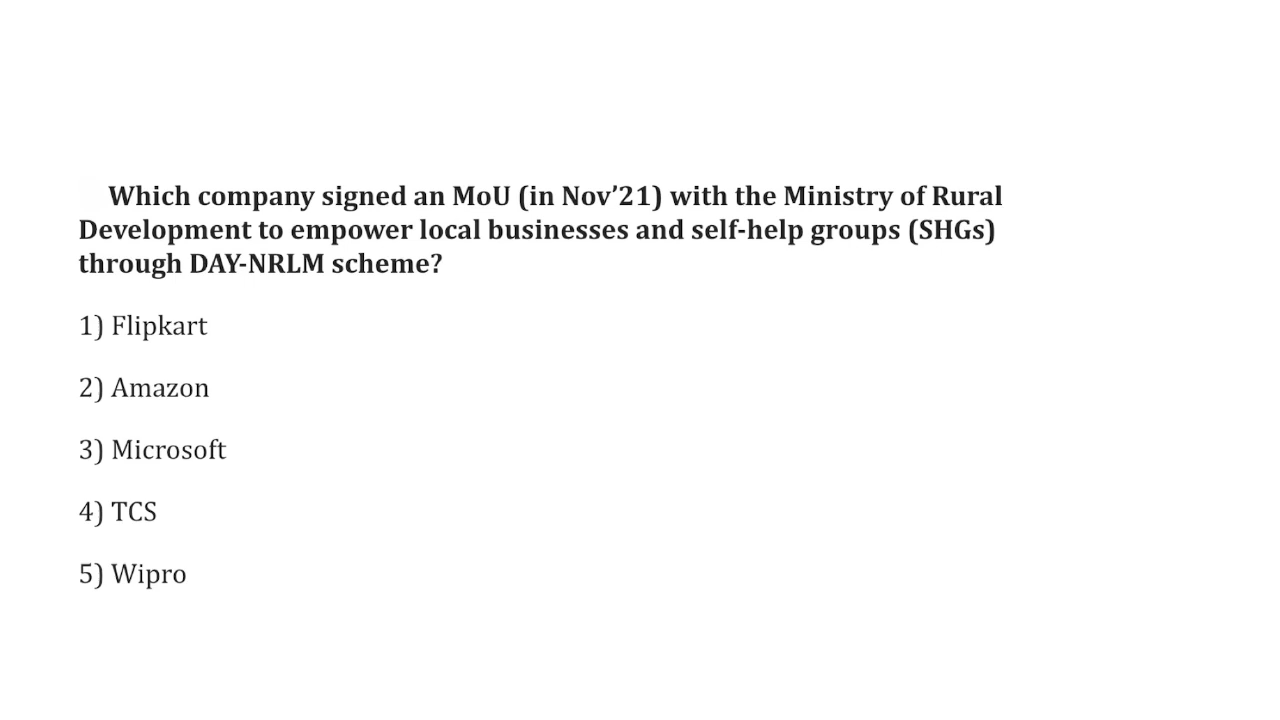 Which company signed an MoU (in Nov’21) with the Ministry of Rural
Development to empower local businesses and self-help groups (SHGs)
through DAY-NRLM scheme?
1) Flipkart
2) Amazon
3) Microsoft
4) TCS
5) Wipro